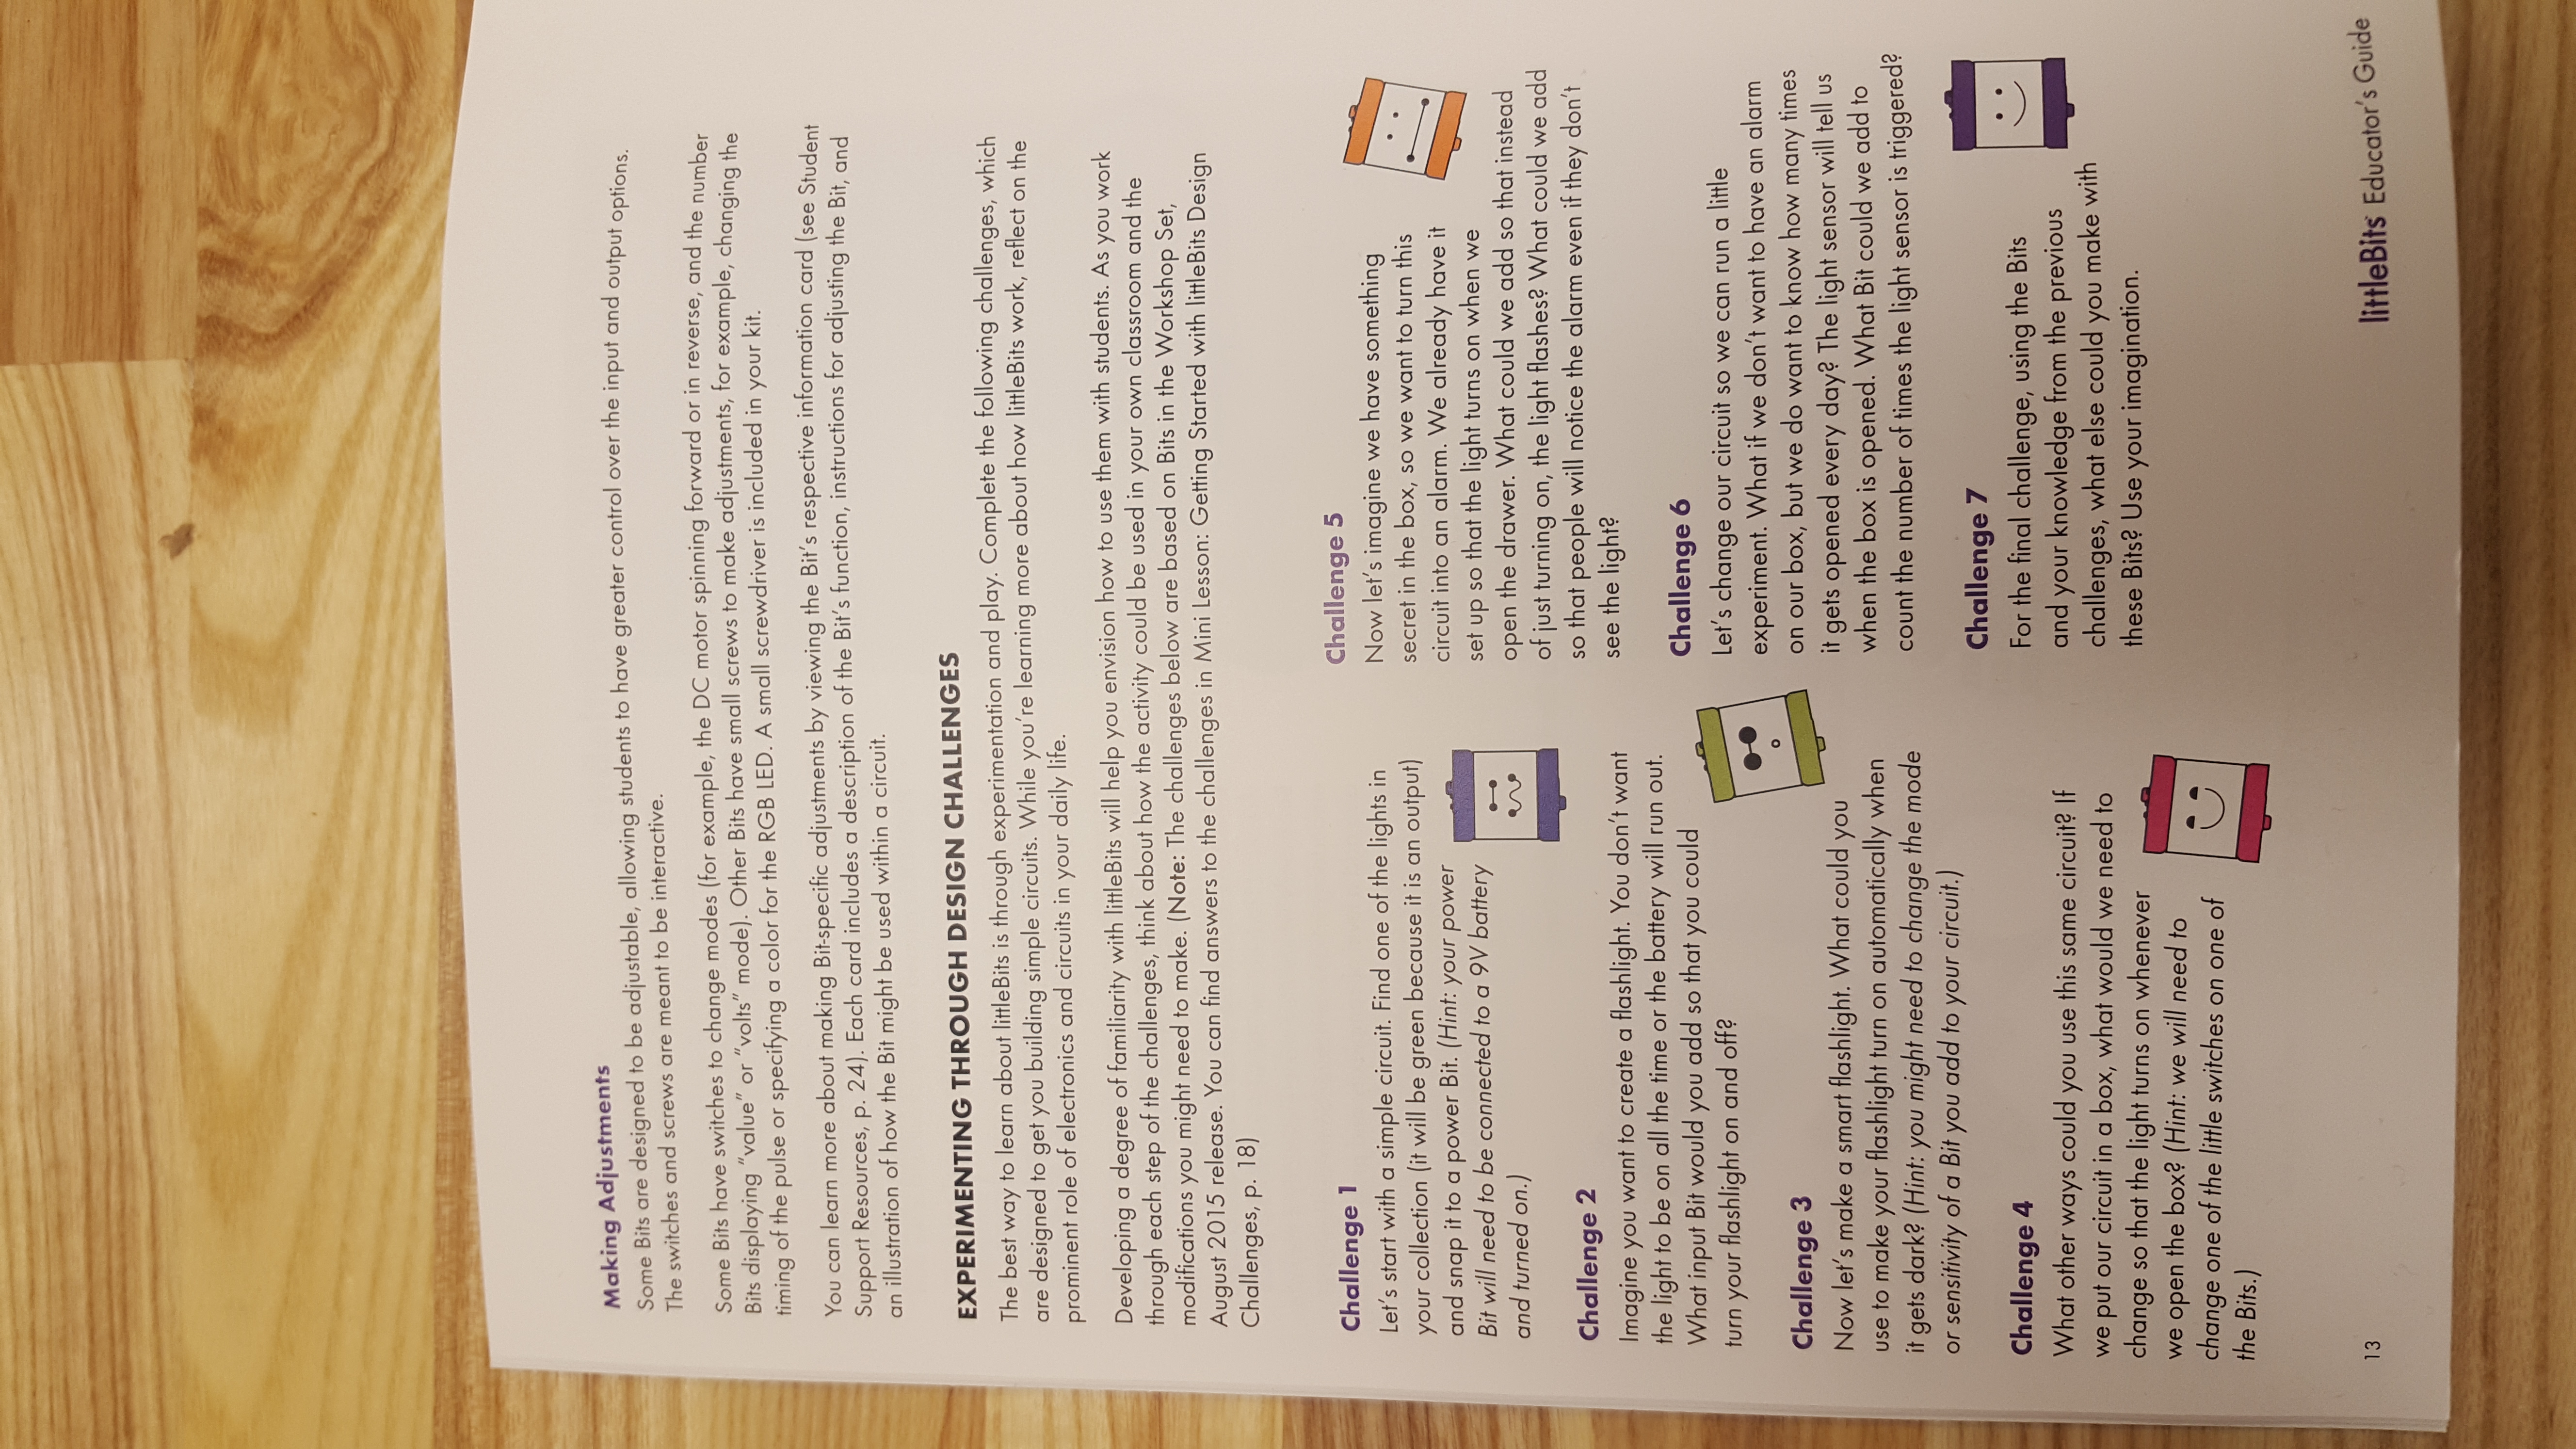 Making Adjustments
Some Bits are designed to be adjustable, allowing students to have greater control over the input and output options.
The switches and screws are meant to be interactive.
Some Bits have switches to change modes (for example, the DC motor spinning forward or in reverse, and the number
Bits displaying “value” or “volts” mode). Other Bits have small screws to make adjustments, for example, changing the
timing of the pulse or specifying a color for the RGB LED. A small screwdriver is included in your kit.
You can learn more about making Bit-specific adjustments by viewing the Bit’s respective information card (see Student
Support Resources, p. 24). Each card includes a description of the Bit’s function, instructions for adjusting the Bit, and
an illustration of how the Bit might be used within a circuit.
EXPERIMENTING THROUGH DESIGN CHALLENGES
The best way to learn about littleBits is through experimentation and play. Complete the following challenges, which
are designed to get you building simple circuits. While you’re learning more about how littleBits work, reflect on the
prominent role of electronics and circuits in your daily life.
Developing a degree of familiarity with littleBits will help you envision how to use them with students. As you work
through each step of the challenges, think about how the activity could be used in your own classroom and the
modifications you might need to make. (Note: The challenges below are based on Bits in the Workshop Set,
August 2015 release. You can find answers to the challenges in Mini Lesson: Getting Started with littleBits Design
Challenges, p. 18)
Challenge 1
Let’s start with a simple circuit. Find one of the lights in
your collection (it will be green because it is an output)
and snap it to a power Bit. (Hint: your power
Bit will need to be connected to a 9V battery
and turned on.)
Challenge 2
Imagine you want to create a flashlight. You don’t want
the light to be on all the time or the battery will run out.
What input Bit would you add so that you could
turn your flashlight on and off?
Challenge 3
Now let’s make a smart flashlight. What could you
use to make your flashlight turn on automatically when
it gets dark? (Hint: you might need to change the mode
or sensitivity of a Bit you add to your circuit.)
Challenge 4
What other ways could you use this same circuit? If
we put our circuit in a box, what would we need to
change so that the light turns on whenever
we open the box? (Hint: we will need to
change one of the little switches on one of
the Bits.)
Challenge 5
Now let’s imagine we have something
secret in the box, so we want to turn this
circuit into an alarm. We already have it
set up so that the light turns on when we
open the drawer. What could we add so that instead
of just turning on, the light flashes? What could we add
so that people will notice the alarm even if they don’t
see the light?
Challenge 6
Let’s change our circuit so we can run a little
experiment. What if we don’t want to have an alarm
on our box, but we do want to know how many times
it gets opened every day? The light sensor will tell us
when the box is opened. What Bit could we add to
count the number of times the light sensor is triggered?
Challenge 7
For the final challenge, using the Bits
and your knowledge from the previous
challenges, what else could you make with
these Bits? Use your imagination.
13
littleBits Educator’s Guide